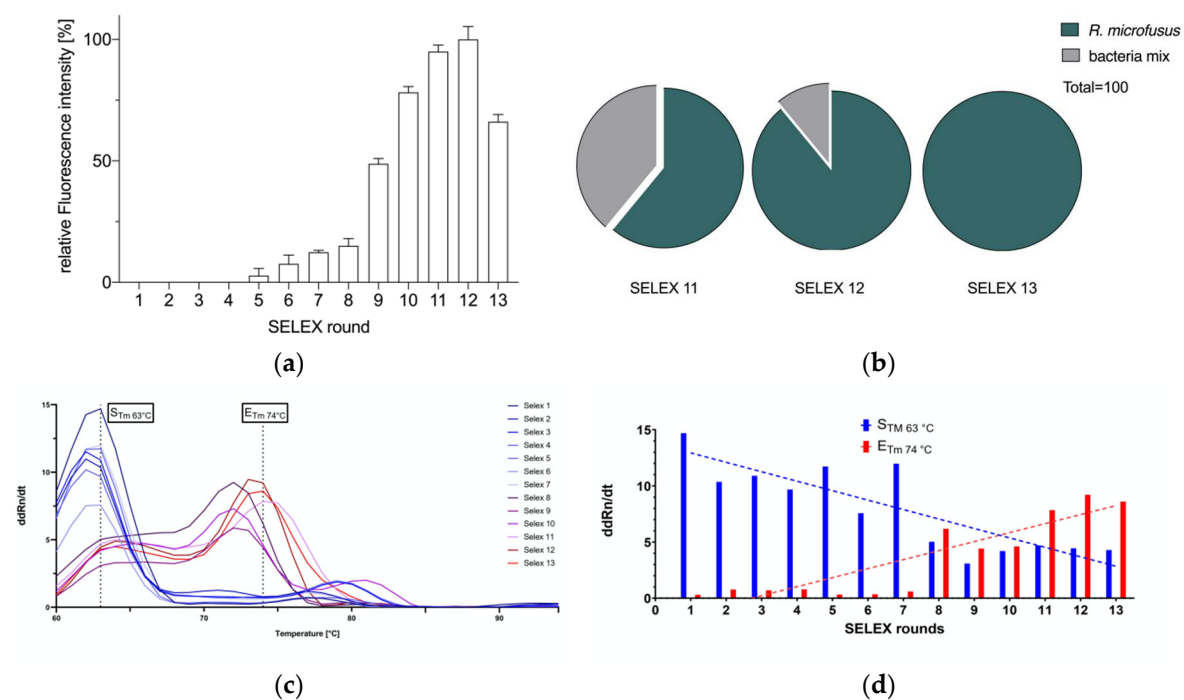 relative Fluorescence intensity [%]
100
50
0
1 2 3 4 5 6 7 8 9 10 11 12 13
SELEX round
(a)
R. microfusus
bacteria mix
Total=100
SELEX 11 SELEX 12 SELEX 13
(b)
ddRn/dt
15
10
5
0
60 70 80 90
Temperature [°C]
STm 63°C
ETm 74°C
Selex 1
Selex 2
Selex 3
Selex 4
Selex 5
Selex 6
Selex 7
Selex 8
Selex 9
Selex 10
Selex 11
Selex 12
Selex 13
(c)
STM 63 °C
ETm 74 °C
ddRn/dt
15
10
5
0
0 1 2 3 4 5 6 7 8 9 10 11 12 13
SELEX rounds
(d)